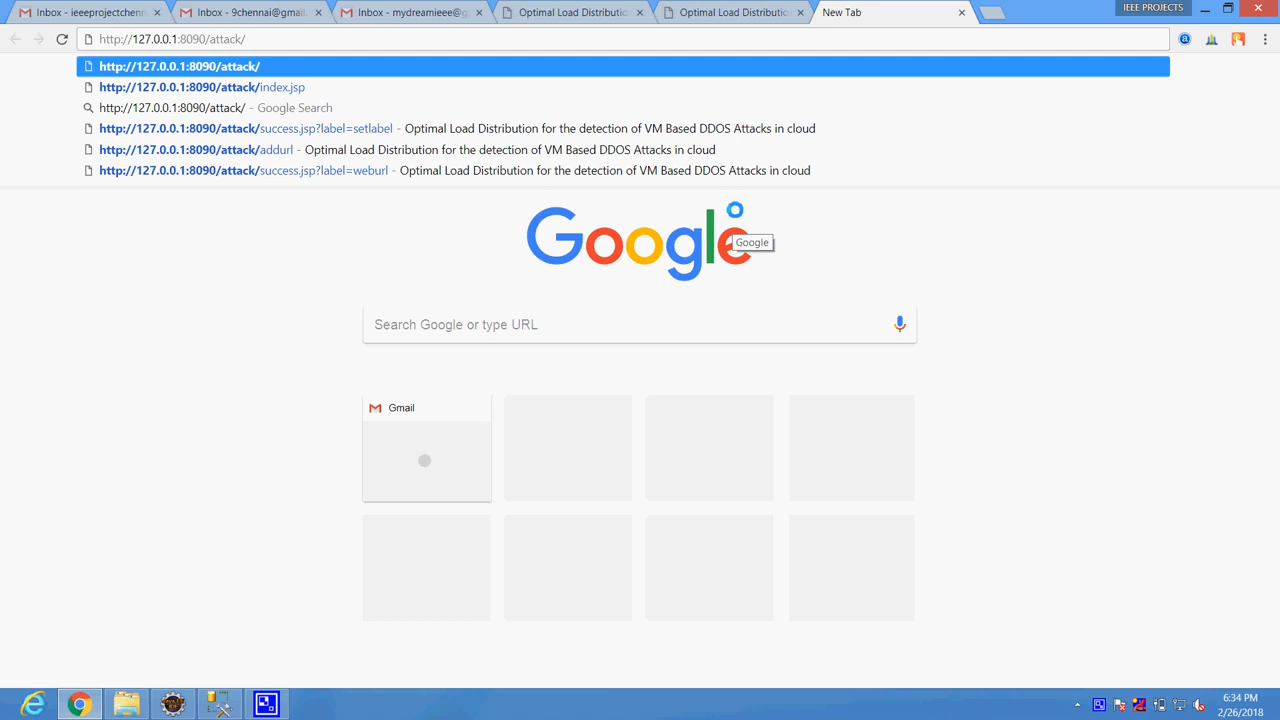 Inbox - ieeeprojectchenn
Inbox - 9chennai@gmail.
Inbox - mydreamieee@g
Optimal Load Distributio
Optimal Load Distributio
New Tab
IEEE PROJECTS
http://127.0.0.1:8090/attack/
http://127.0.0.1:8090/attack/
http://127.0.0.1:8090/attack/index.jsp
http://127.0.0.1:8090/attack/ - Google Search
http://127.0.0.1:8090/attack/success.jsp?label=setlabel - Optimal Load Distribution for the detection of VM Based DDOS Attacks in cloud
http://127.0.0.1:8090/attack/addurl - Optimal Load Distribution for the detection of VM Based DDOS Attacks in cloud
http://127.0.0.1:8090/attack/success.jsp?label=weburl - Optimal Load Distribution for the detection of VM Based DDOS Attacks in cloud
Google
Google
Search Google or type URL
Gmail
6:34 PM
2/26/2018